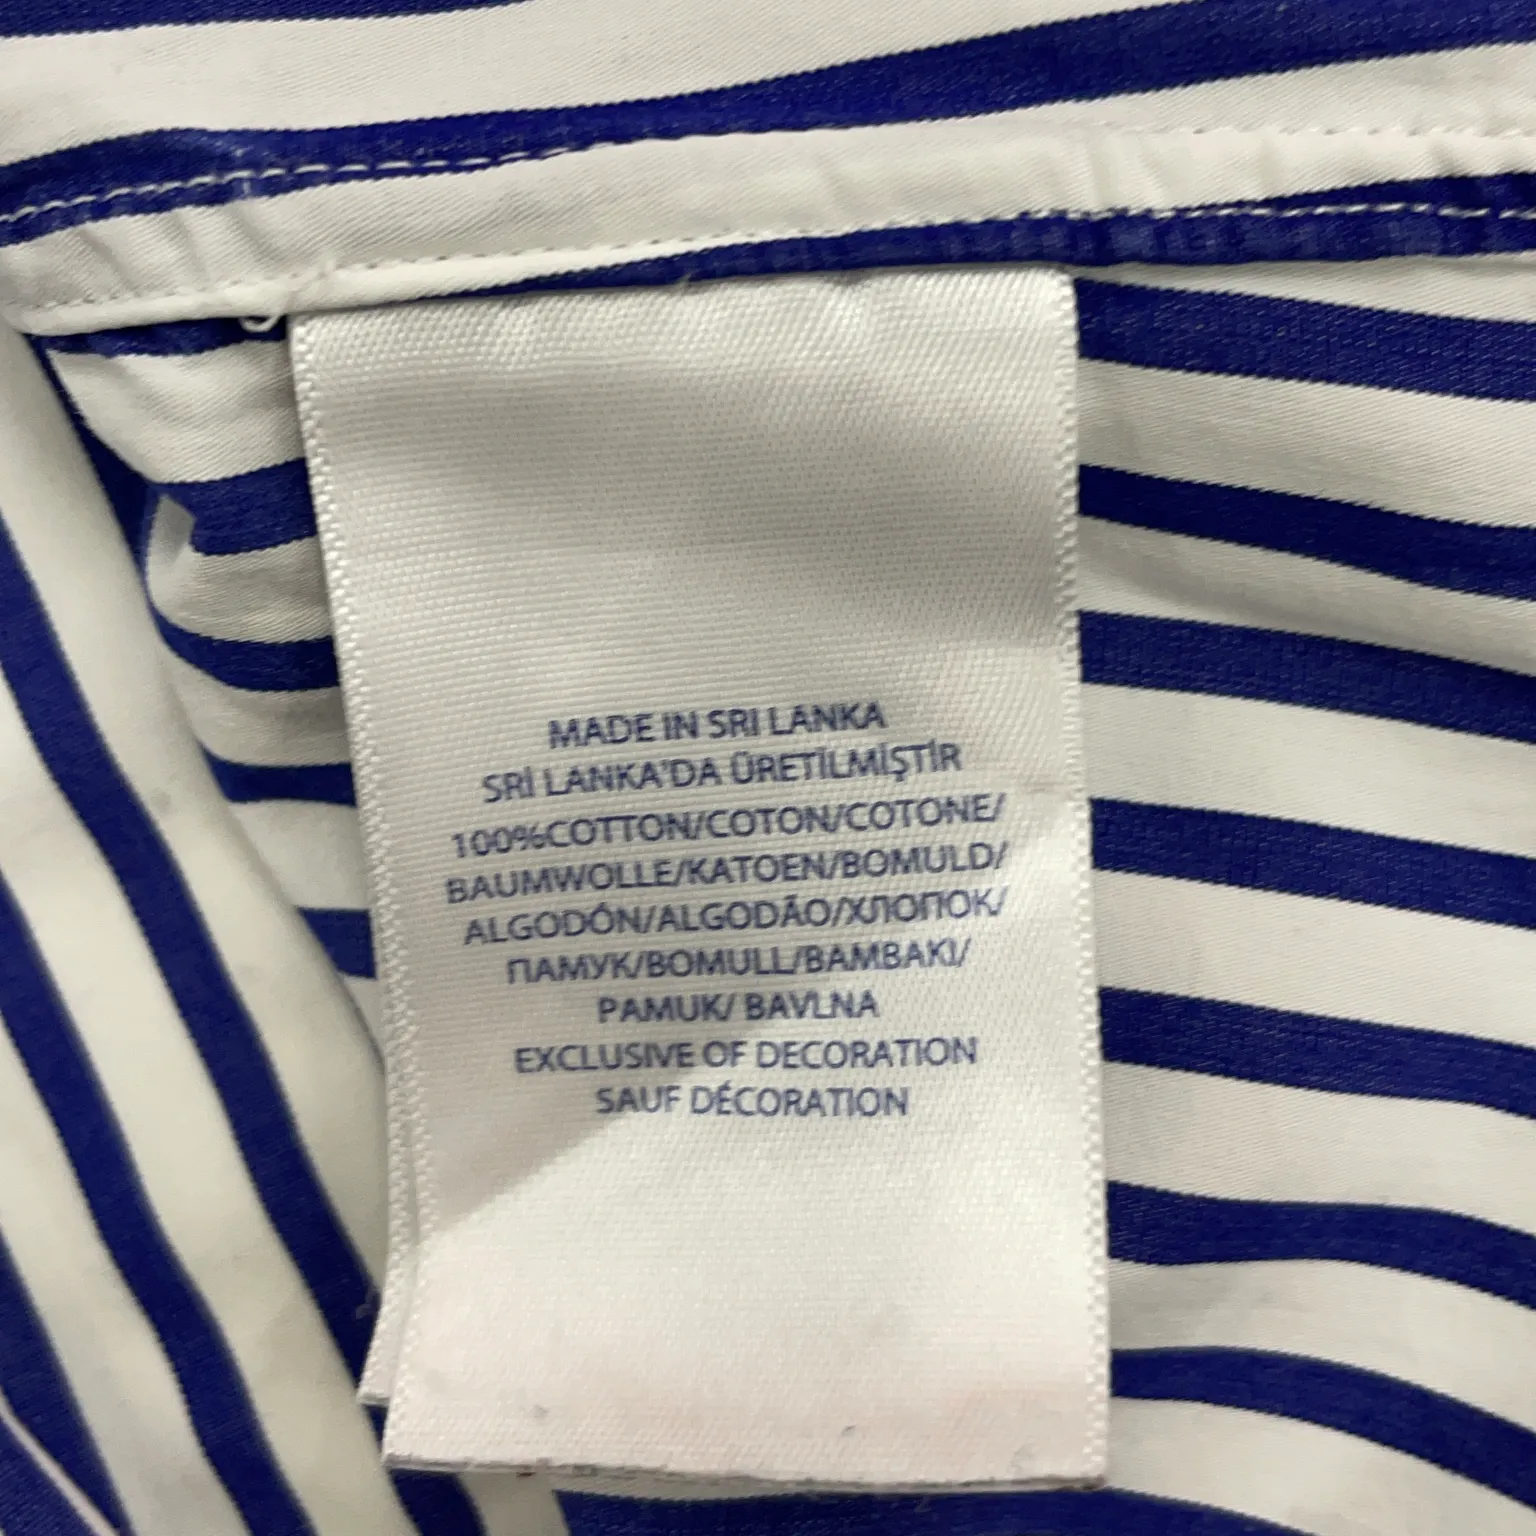 MADE IN SRI LANKA
SRİ LANKA'DA ÜRETİLMİŞTİR
100%COTTON/COTON/COTONE/
BAUMWOLLE/KATOEN/BOMULD/
ALGODÓN/ALGODÃO/ХЛОПОК/
ПАМУК/BOMULL/BAMBAKI/
PAMUK/ BAVLNA
EXCLUSIVE OF DECORATION
SAUF DÉCORATION